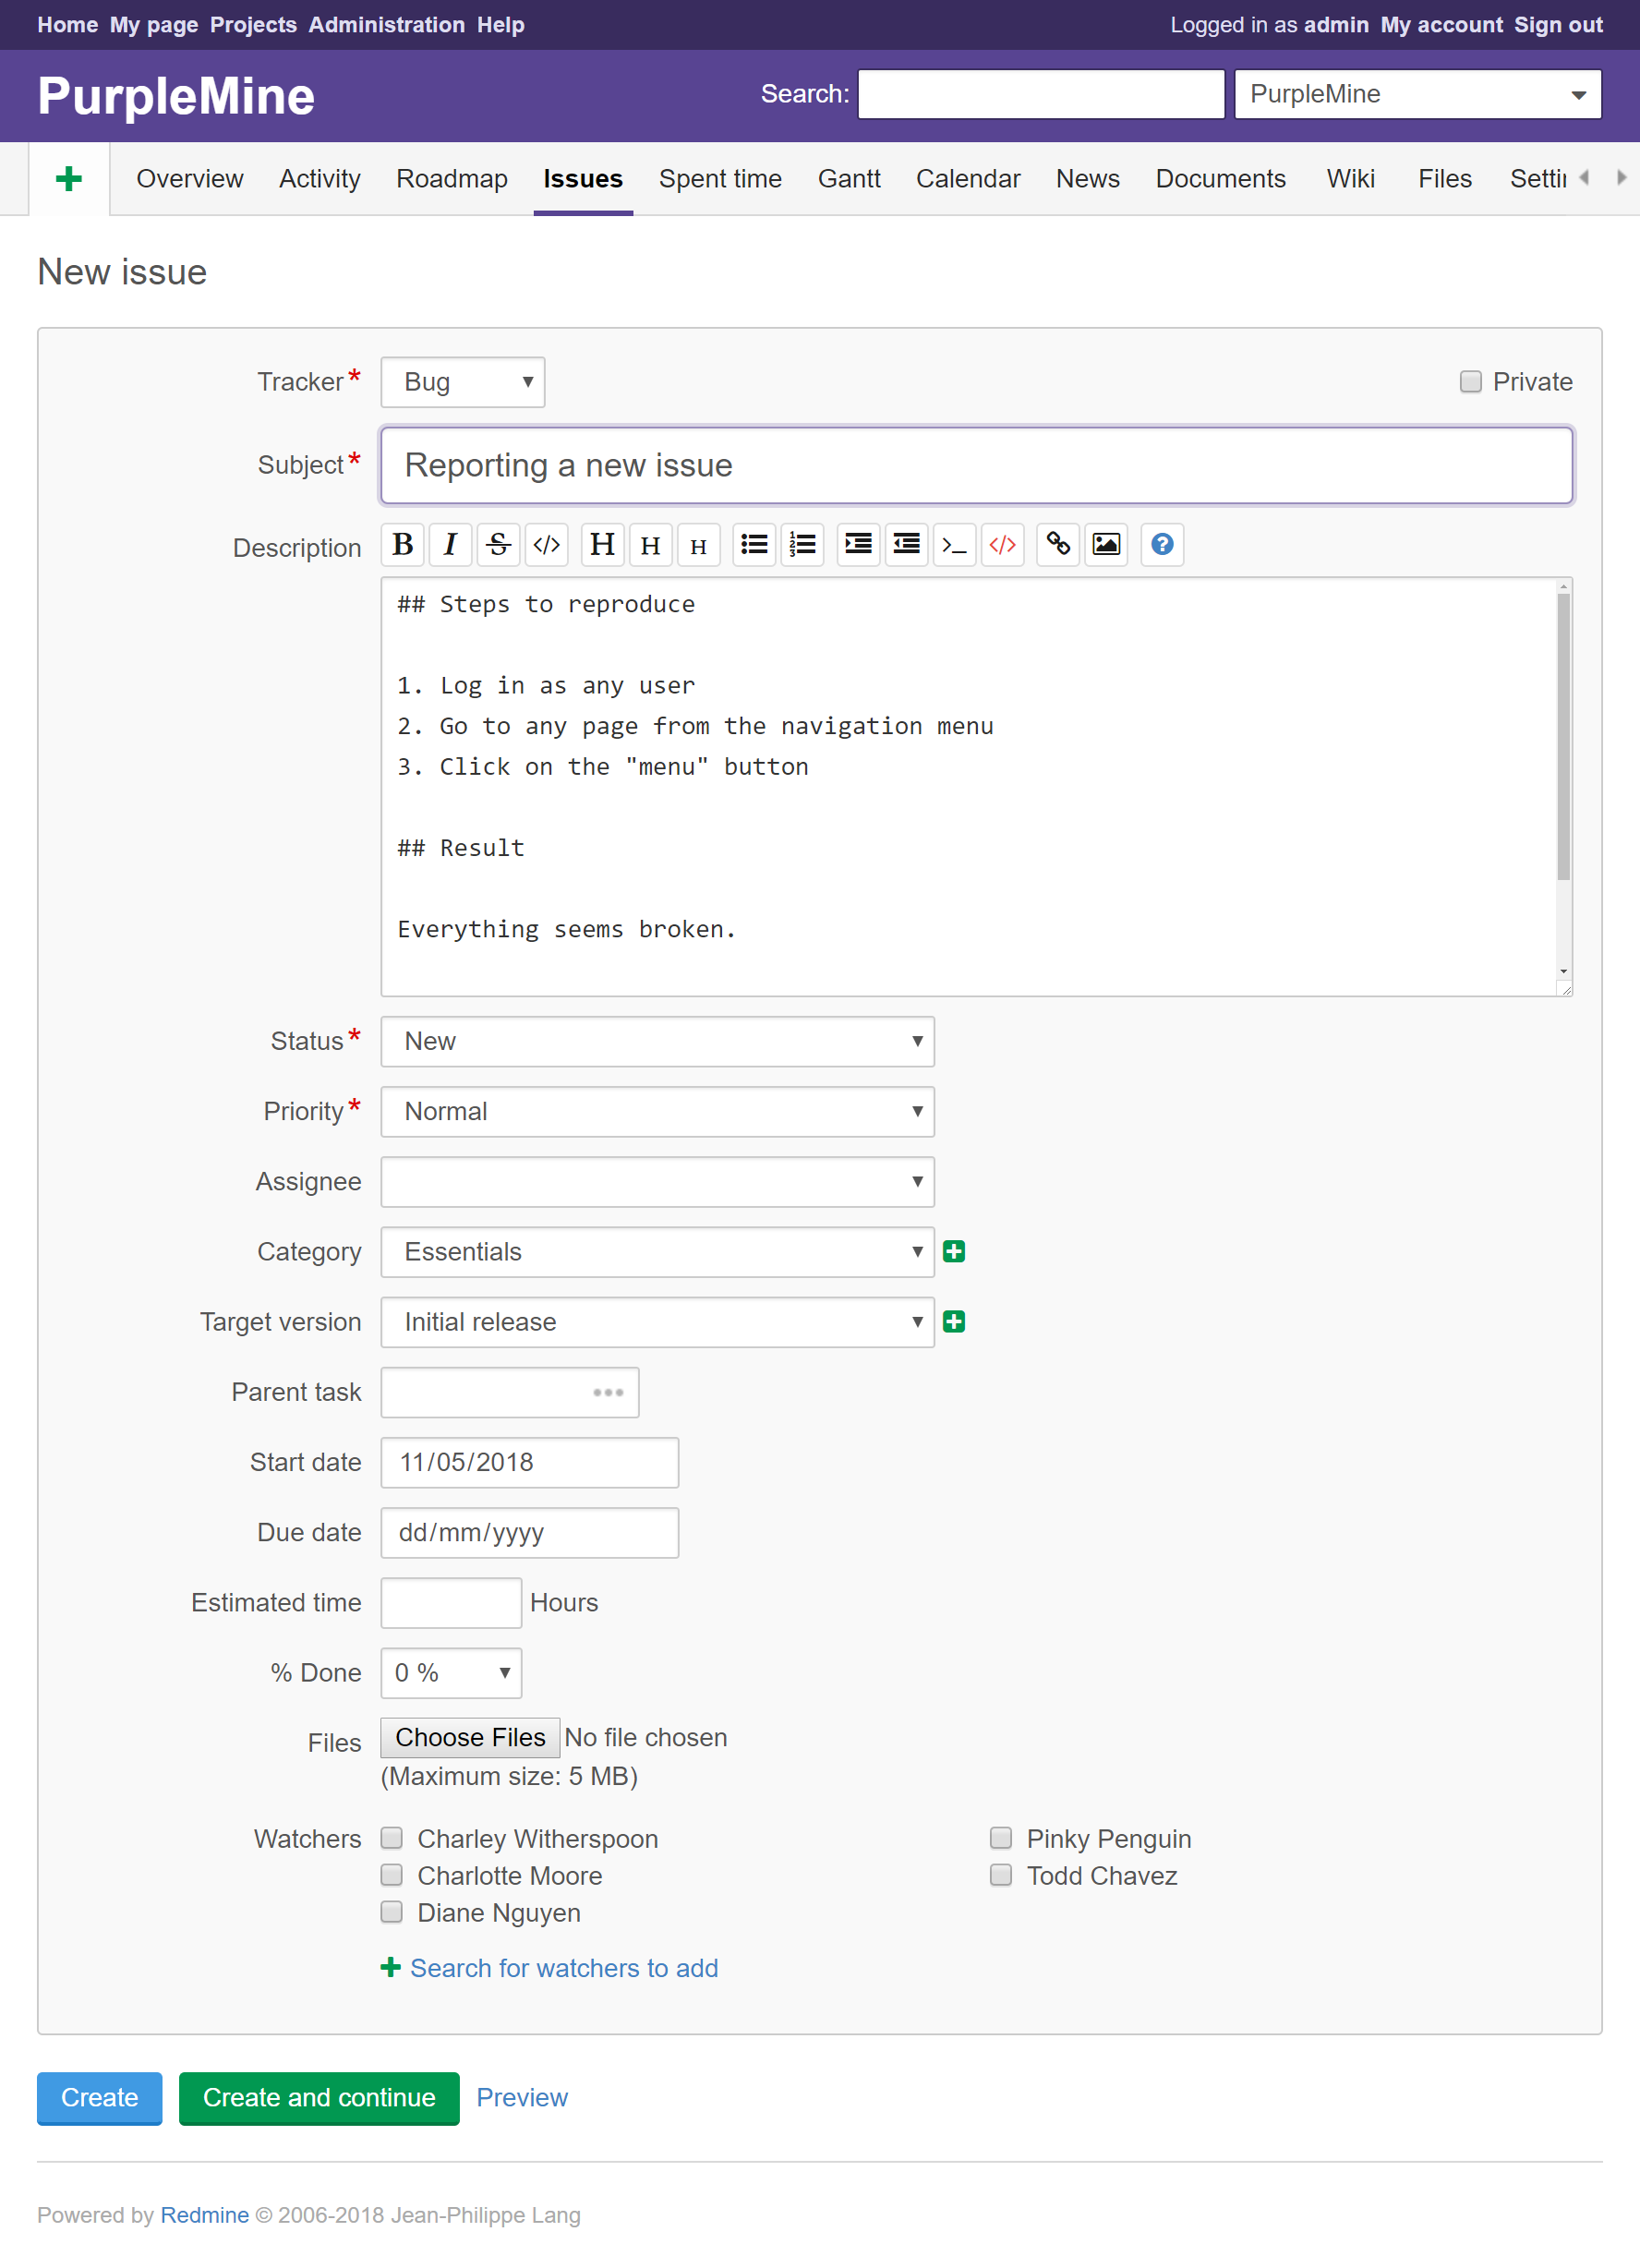 Home My page Projects Administration Help Logged in as admin My account Sign out
PurpleMine Search: PurpleMine
Overview Activity Roadmap Issues Spent time Gantt Calendar News Documents Wiki Files Settin
New issue
Tracker* Bug Private
Subject* Reporting a new issue
Description B I S </> H H H >_ </> ?
## Steps to reproduce
1. Log in as any user
2. Go to any page from the navigation menu
3. Click on the "menu" button
## Result
Everything seems broken.
Status* New
Priority* Normal
Assignee
Category Essentials
Target version Initial release
Parent task
Start date 11/05/2018
Due date dd/mm/yyyy
Estimated time Hours
% Done 0 %
Files Choose Files No file chosen
(Maximum size: 5 MB)
Watchers Charley Witherspoon Pinky Penguin
Charlotte Moore Todd Chavez
Diane Nguyen
Search for watchers to add
Create Create and continue Preview
Powered by Redmine © 2006-2018 Jean-Philippe Lang